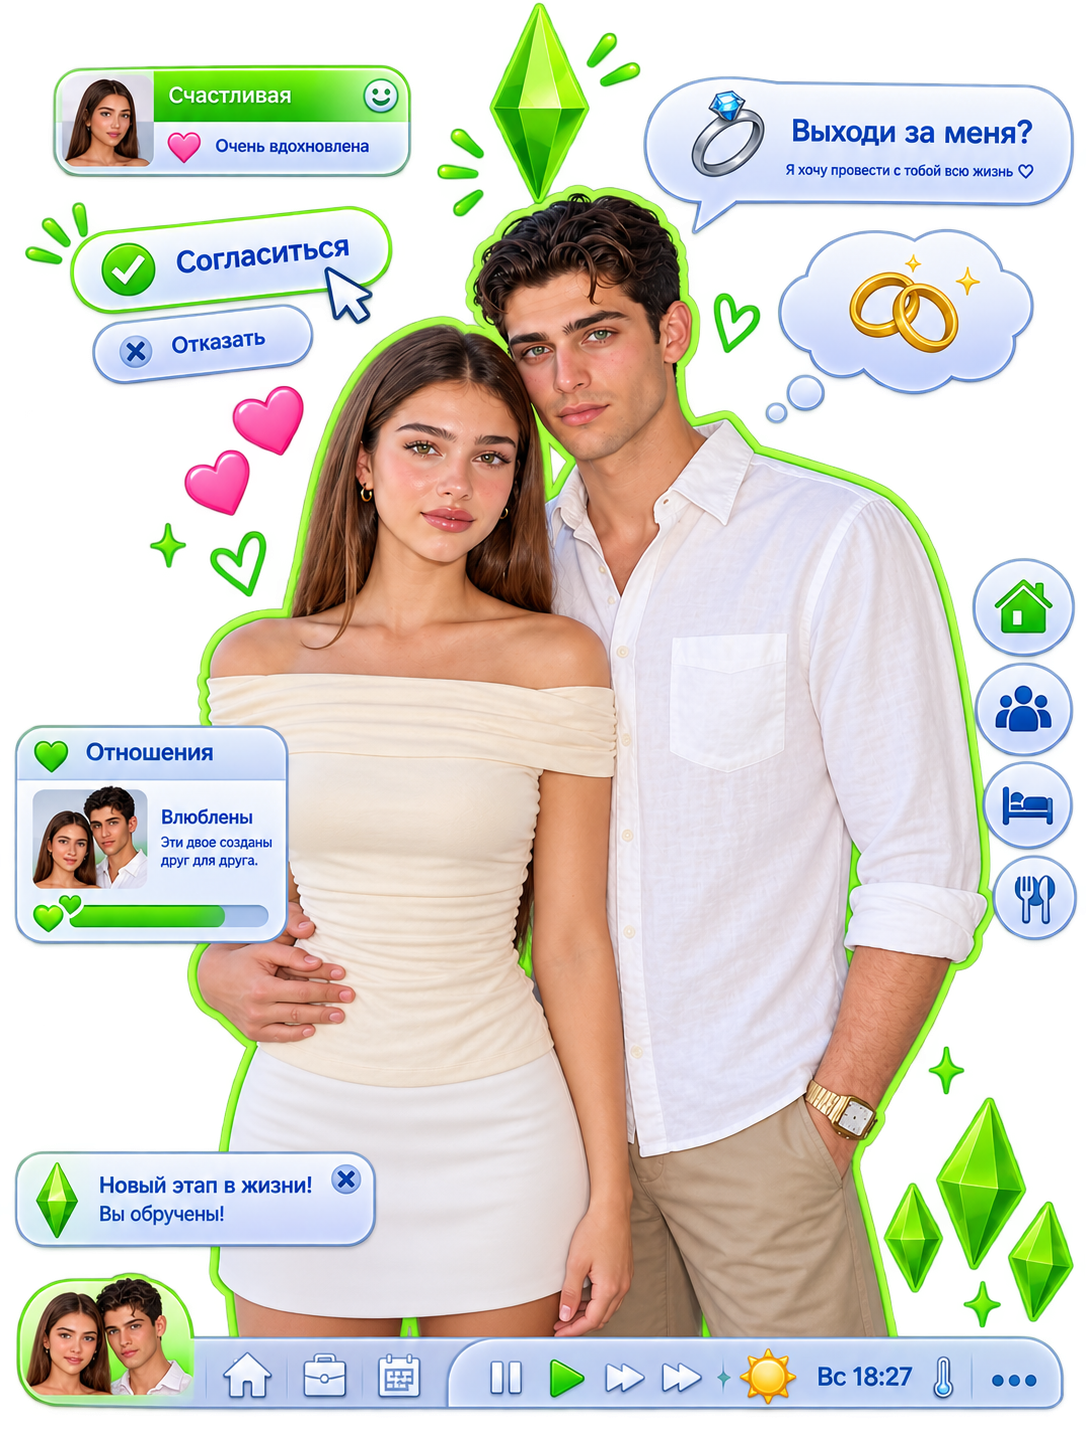 Счастливая
Очень вдохновлена
Выходи за меня?
Я хочу провести с тобой всю жизнь ♡
Согласиться
Отказать
Отношения
Влюблены
Эти двое созданы
друг для друга.
Новый этап в жизни!
Вы обручены!
Вс 18:27